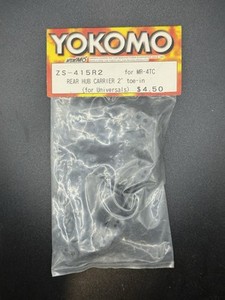 YOKOMO
ZS-415R2 for MR-4TC
REAR HUB CARRIER 2° toe-in
(for Universals) $4.50